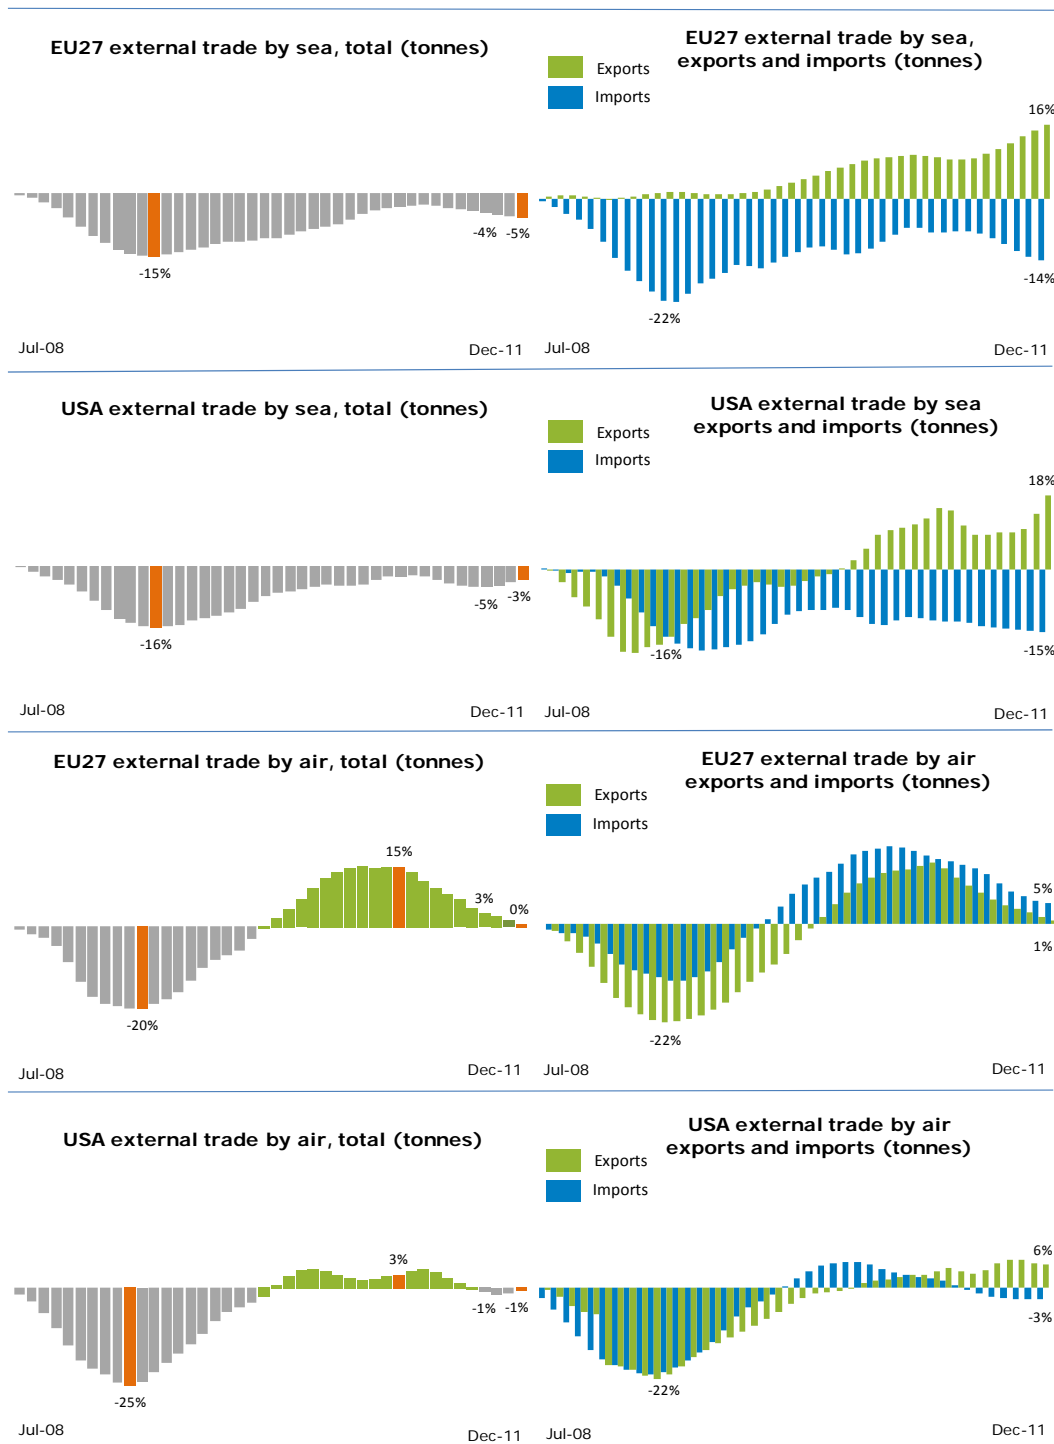 EU27 external trade by sea, total (tonnes)
-15%
-4%
-5%
Jul-08
Dec-11
EU27 external trade by sea,
exports and imports (tonnes)
Exports
Imports
16%
-14%
-22%
Jul-08
Dec-11
USA external trade by sea, total (tonnes)
-16%
-5%
-3%
Jul-08
Dec-11
USA external trade by sea
exports and imports (tonnes)
Exports
Imports
18%
-16%
-15%
Jul-08
Dec-11
EU27 external trade by air, total (tonnes)
15%
3%
0%
-20%
Jul-08
Dec-11
EU27 external trade by air
exports and imports (tonnes)
Exports
Imports
5%
1%
-22%
Jul-08
Dec-11
USA external trade by air, total (tonnes)
3%
-1%
-1%
-25%
Jul-08
Dec-11
USA external trade by air
exports and imports (tonnes)
Exports
Imports
6%
-3%
-22%
Jul-08
Dec-11